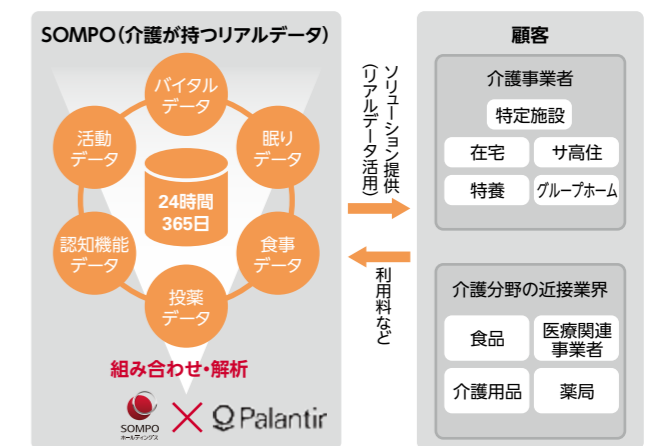 SOMPO(介護が持つリアルデータ)
バイタル
データ
活動
データ
眠り
データ
24時間
365日
認知機能
データ
食事
データ
投薬
データ
組み合わせ・解析
SOMPO
ホールディングス
×
Palantir
ソリューション提供
(リアルデータ活用)
利用料など
顧客
介護事業者
特定施設
在宅
サ高住
特養
グループホーム
介護分野の近接業界
食品
医療関連
事業者
介護用品
薬局